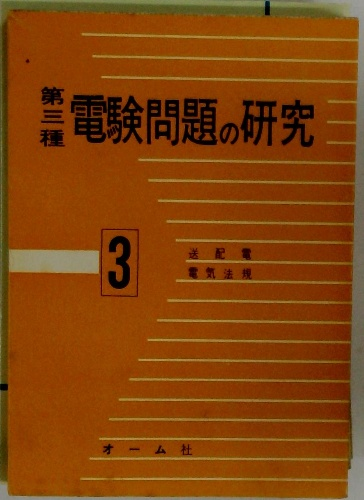 第三種
電験問題の研究
3
送配電
電気法規
オーム社